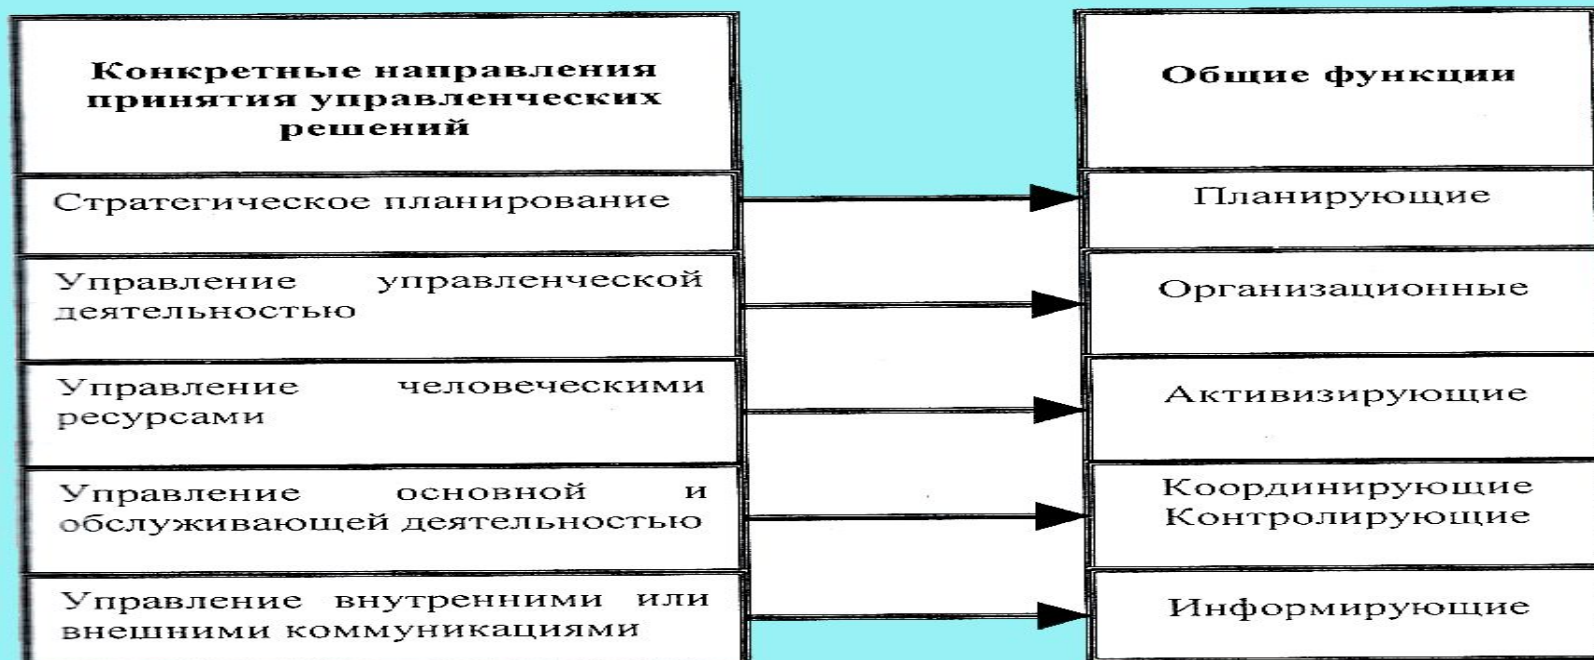 Конкретные направления
принятия управленческих
решений
Общие функции
Стратегическое планирование
Планирующие
Управление управленческой
деятельностью
Организационные
Управление человеческими
ресурсами
Активизирующие
Управление основной и
обслуживающей деятельностью
Координирующие
Контролирующие
Управление внутренними или
внешними коммуникациями
Информирующие